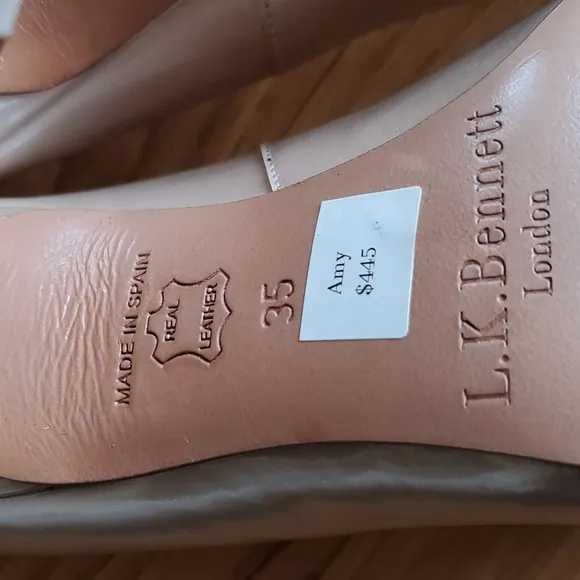 L.K.Bennett
London
Amy
$445
35
REAL
LEATHER
MADE IN SPAIN